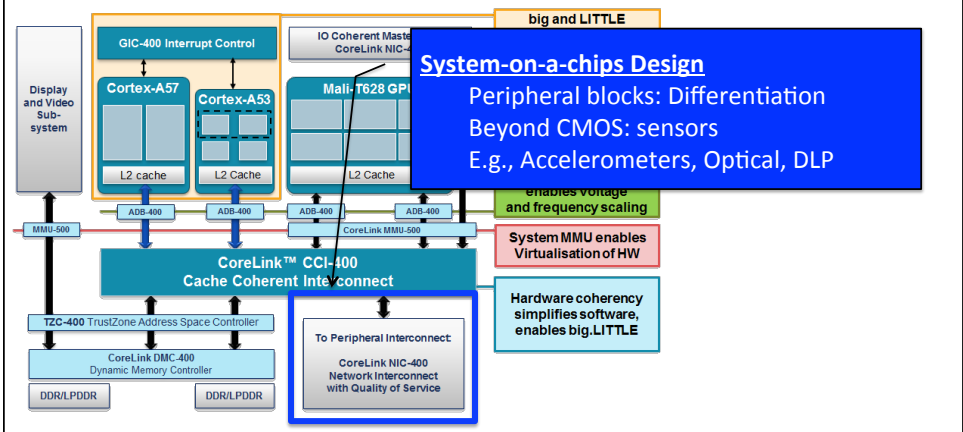 big and LITTLE
GIC-400 Interrupt Control
IO Coherent
CoreLink
Display
and Video
Sub-
system
Cortex-A57
Cortex-A53
Mali-T628
L2 cache
L2 Cache
L2 Cache
System-on-a-chips Design
Peripheral blocks: Differentiation
Beyond CMOS: sensors
E.g., Accelerometers, Optical, DLP
enables voltage
and frequency scaling
ADB-400
ADB-400
ADB-400
ADB-400
MMU-500
CoreLink MMU-500
System MMU enables
Virtualisation of HW
CoreLink™ CCI-400
Cache Coherent Interconnect
Hardware coherency
simplifies software,
enables big.LITTLE
TZC-400 TrustZone Address Space Controller
CoreLink DMC-400
Dynamic Memory Controller
DDR/LPDDR
DDR/LPDDR
To Peripheral Interconnect:
CoreLink NIC-400
Network Interconnect
with Quality of Service